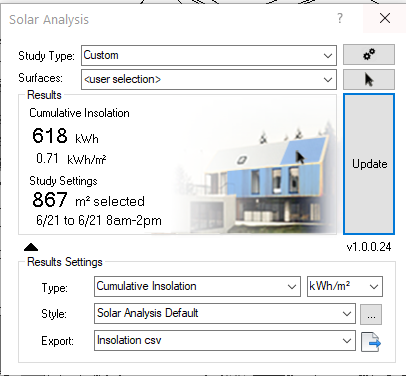 Solar Analysis ? ×
Study Type: Custom
Surfaces: <user selection>
Results
Cumulative Insolation
618 kWh
0.71 kWh/m²
Study Settings
867 m² selected
6/21 to 6/21 8am-2pm
Update
v1.0.0.24
Results Settings
Type: Cumulative Insolation kWh/m²
Style: Solar Analysis Default ...
Export: Insolation csv